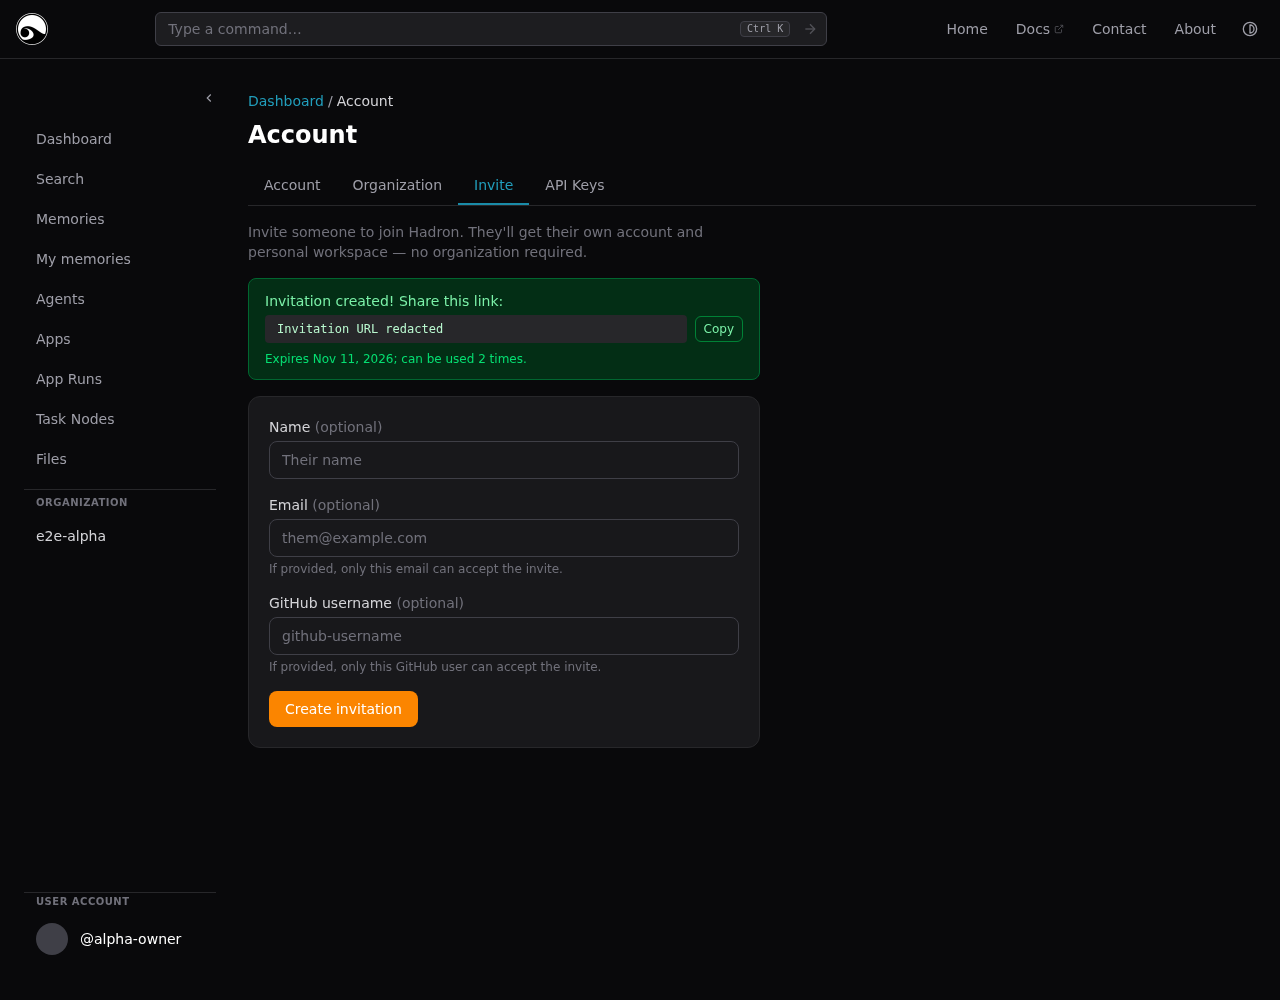 Type a command...
Ctrl K
Home
Docs
Contact
About
Dashboard
Search
Memories
My memories
Agents
Apps
App Runs
Task Nodes
Files
ORGANIZATION
e2e-alpha
USER ACCOUNT
@alpha-owner
Dashboard / Account
Account
Account
Organization
Invite
API Keys
Invite someone to join Hadron. They'll get their own account and
personal workspace — no organization required.
Invitation created! Share this link:
Invitation URL redacted
Copy
Expires Nov 11, 2026; can be used 2 times.
Name (optional)
Their name
Email (optional)
them@example.com
If provided, only this email can accept the invite.
GitHub username (optional)
github-username
If provided, only this GitHub user can accept the invite.
Create invitation